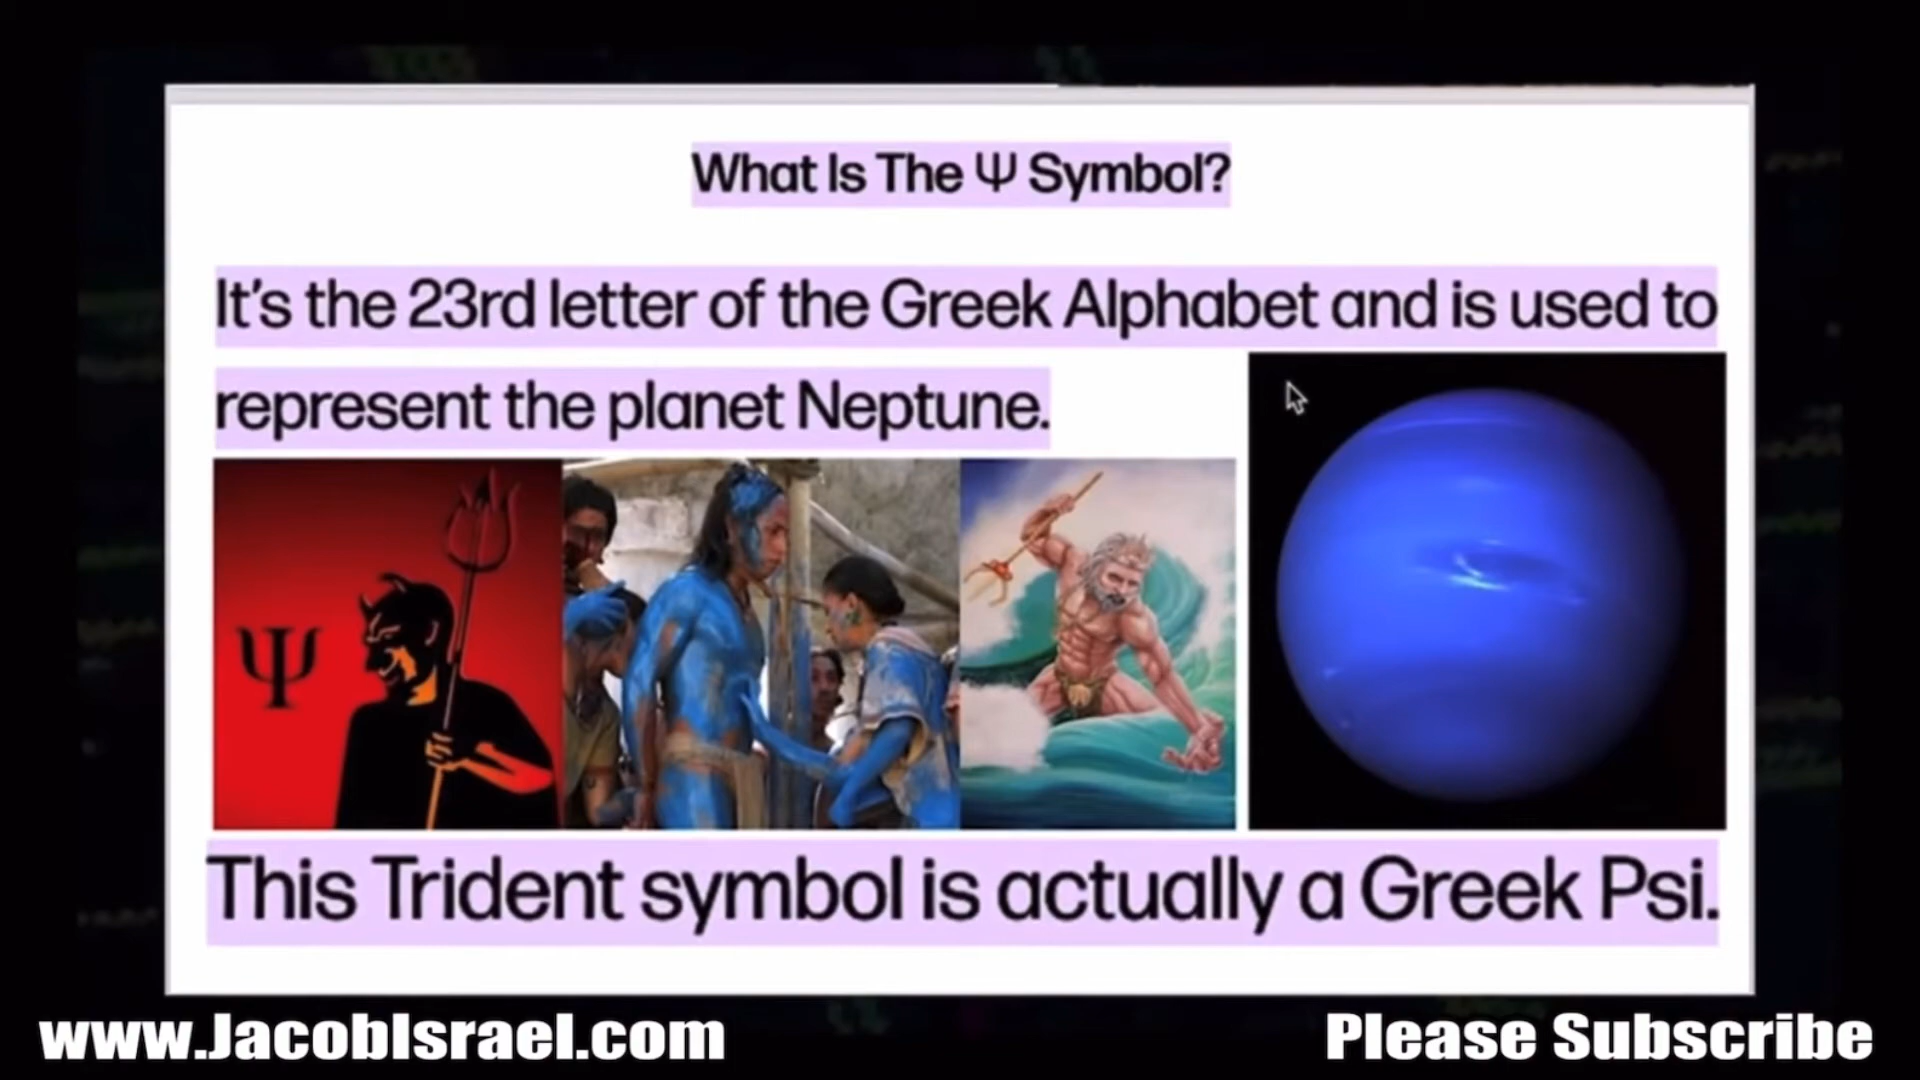 What Is The Ψ Symbol?
It's the 23rd letter of the Greek Alphabet and is used to
represent the planet Neptune.
Ψ
This Trident symbol is actually a Greek Psi.
www.JacobIsrael.com
Please Subscribe